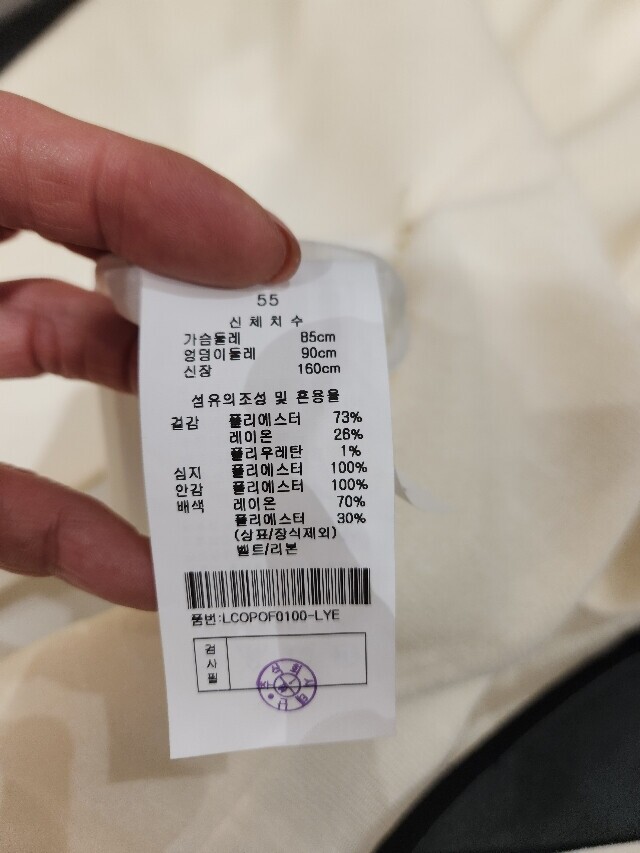 55
신체치수
가슴둘레 85cm
엉덩이둘레 90cm
신장 160cm
섬유의조성 및 혼용율
겉감 폴리에스터 73%
레이온 26%
폴리우레탄 1%
심지 폴리에스터 100%
안감 폴리에스터 100%
배색 레이온 70%
폴리에스터 30%
(상표/장식제외)
벨트/리본
품번:LCOPOF0100-LYE
검사필